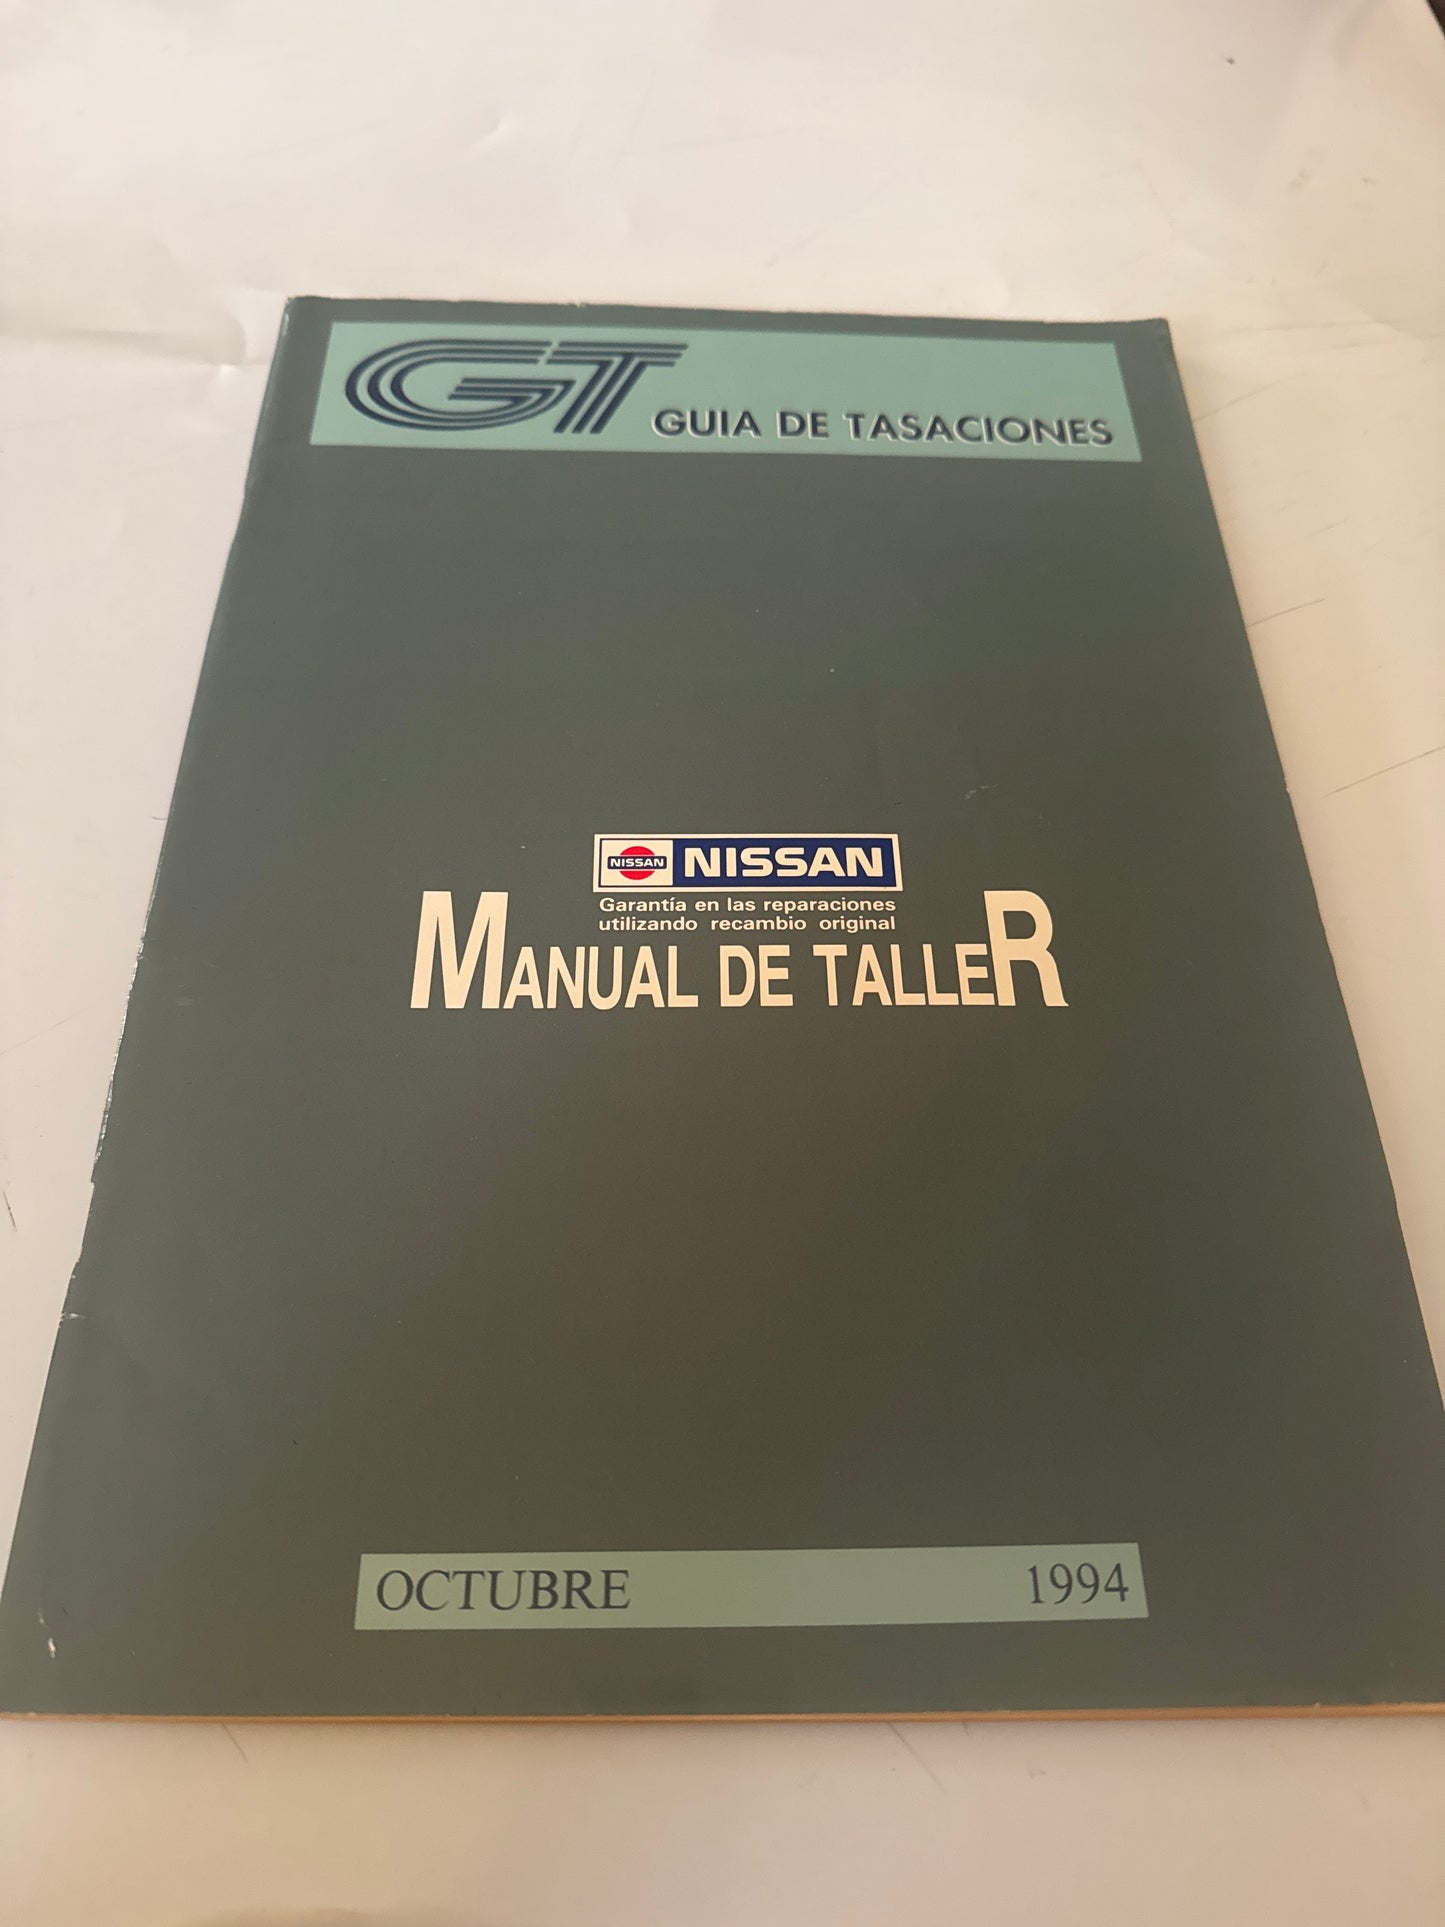 GT GUIA DE TASACIONES
NISSAN NISSAN
Garantía en las reparaciones
utilizando recambio original
MANUAL DE TALLER
OCTUBRE 1994